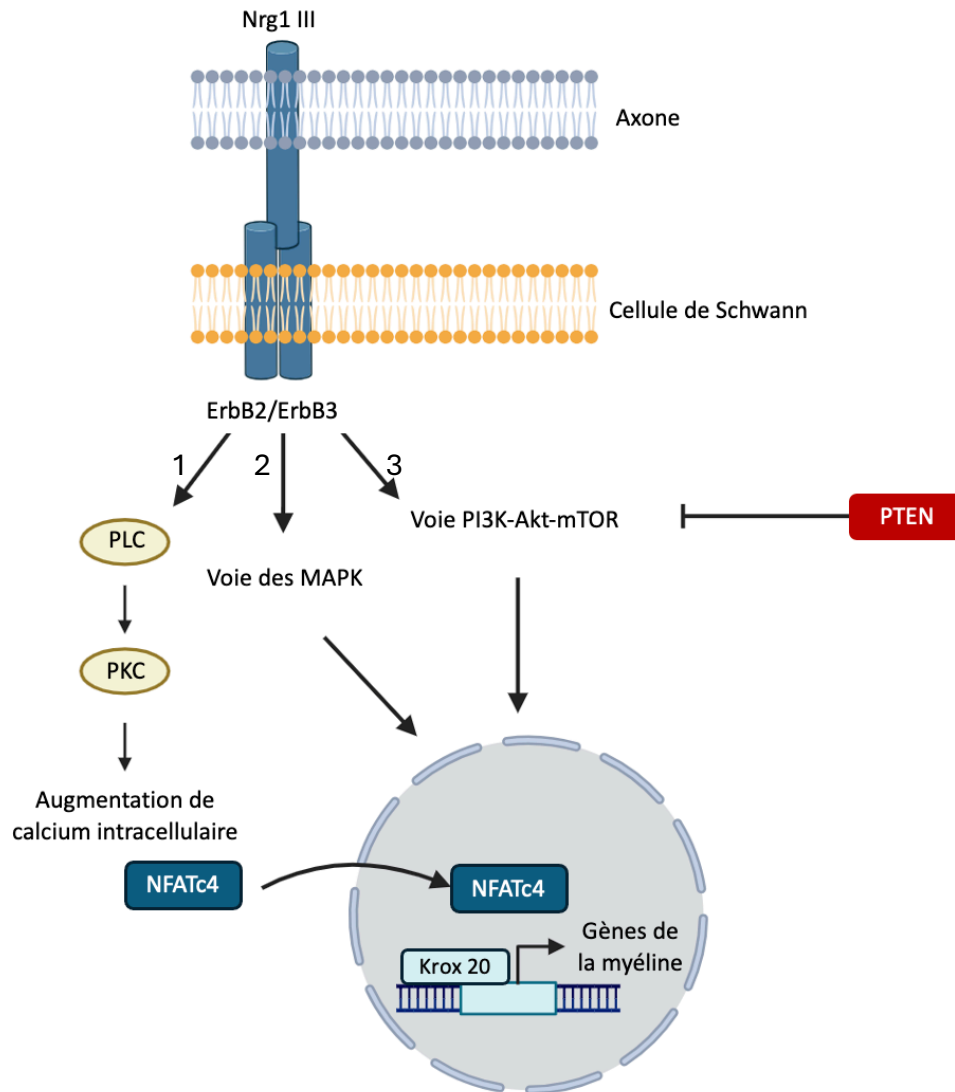 Nrg1 III
Axone
Cellule de Schwann
ErbB2/ErbB3
1
2
3
PLC
Voie PI3K-Akt-mTOR
PTEN
Voie des MAPK
PKC
Augmentation de
calcium intracellulaire
NFATc4
NFATc4
Gènes de
la myéline
Krox 20